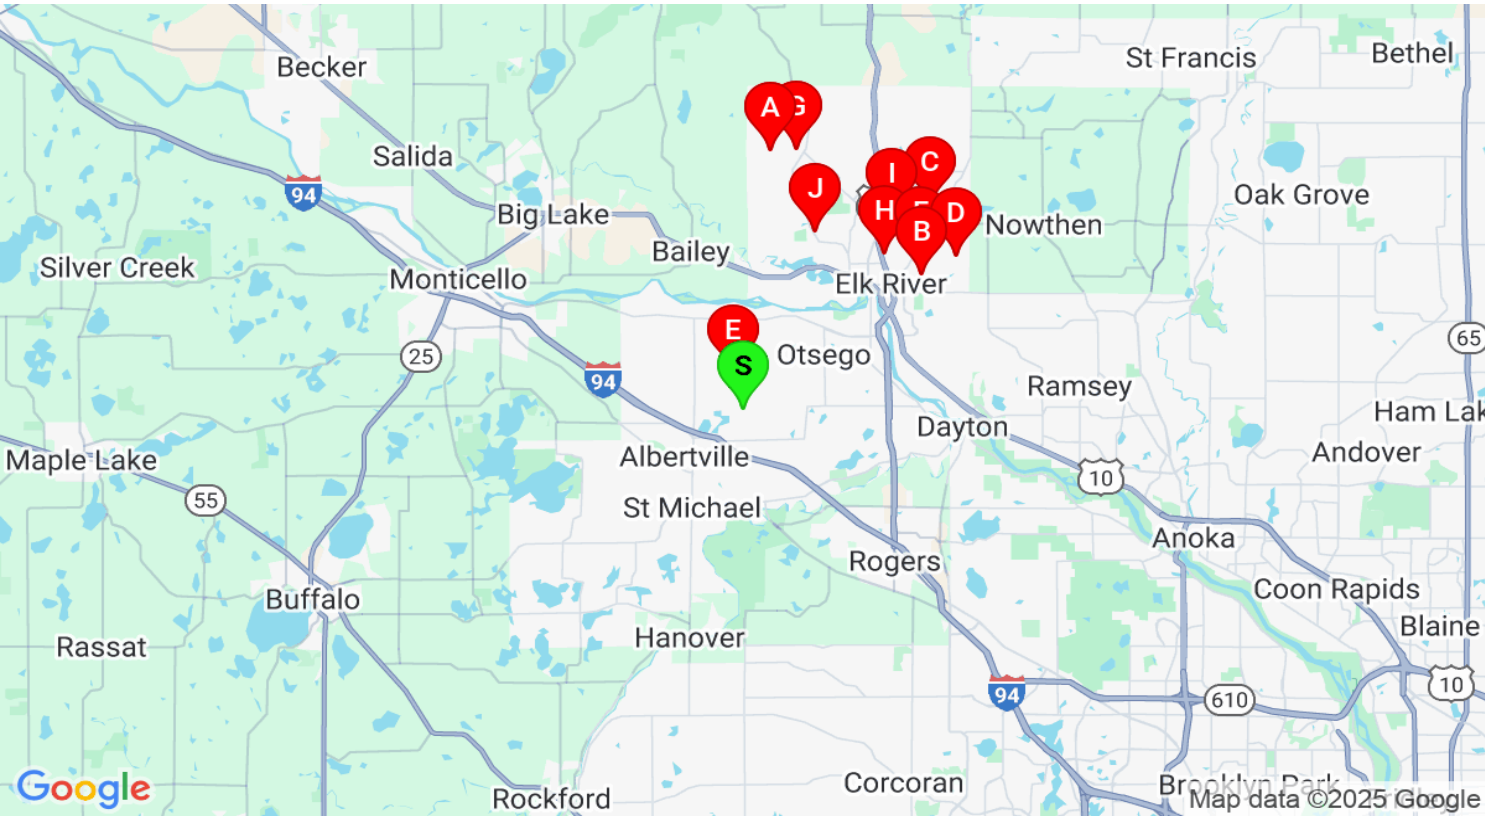 St Francis
Bethel
Becker
A
G
Salida
I
C
94
J
Oak Grove
Big Lake
H
D
Nowthen
B
Bailey
Silver Creek
Monticello
Elk River
E
65
Otsego
25
S
94
Ramsey
Ham Lak
Dayton
Andover
Maple Lake
Albertville
10
55
St Michael
Anoka
Rogers
Coon Rapids
Buffalo
Blaine
Hanover
Rassat
94
10
610
Corcoran
Brooklyn Park
Google
Rockford
Map data ©2025 Google